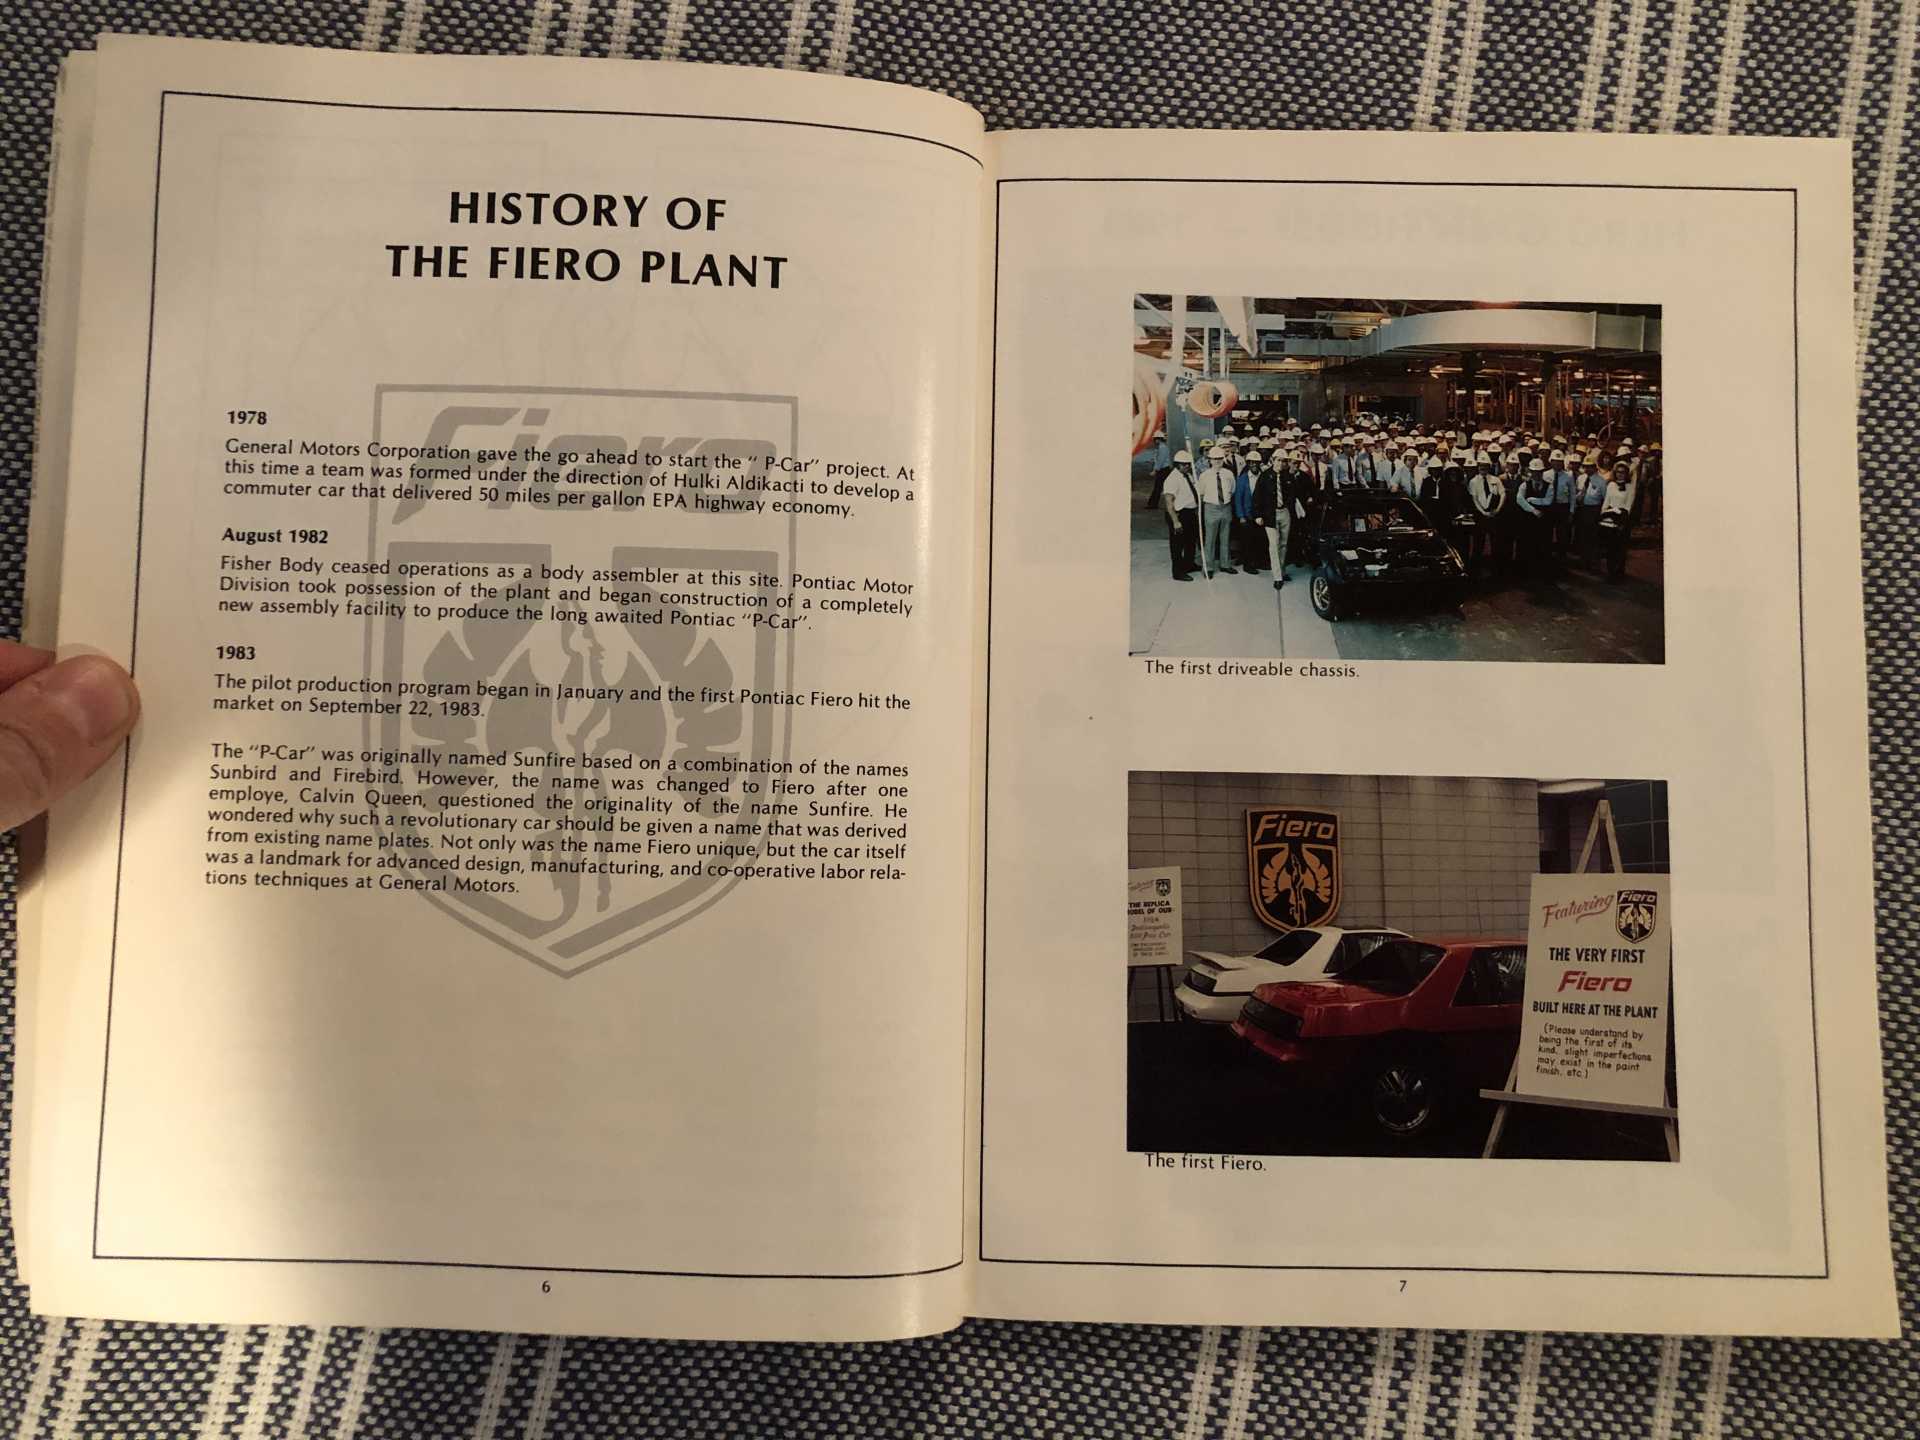 HISTORY OF
THE FIERO PLANT
Fiero
1978
General Motors Corporation gave the go ahead to start the " P-Car" project. At
this time a team was formed under the direction of Hulki Aldikacti to develop a
commuter car that delivered 50 miles per gallon EPA highway economy.
August 1982
Fisher Body ceased operations as a body assembler at this site. Pontiac Motor
Division took possession of the plant and began construction of a completely
new assembly facility to produce the long awaited Pontiac "P-Car".
1983
The pilot production program began in January and the first Pontiac Fiero hit the
market on September 22, 1983.
The "P-Car" was originally named Sunfire based on a combination of the names
Sunbird and Firebird. However, the name was changed to Fiero after one
employe, Calvin Queen, questioned the originality of the name Sunfire. He
wondered why such a revolutionary car should be given a name that was derived
from existing name plates. Not only was the name Fiero unique, but the car itself
was a landmark for advanced design, manufacturing, and co-operative labor rela-
tions techniques at General Motors.
6
The first driveable chassis.
Fiero
Featuring
THE REPLICA
MODEL OF OUR
1984
Indianapolis
500 Pace Car
Featuring
Fiero
THE VERY FIRST
Fiero
BUILT HERE AT THE PLANT
(Please understand by
being the first of its
kind, slight imperfections
may exist in the paint
finish, etc.)
The first Fiero.
7